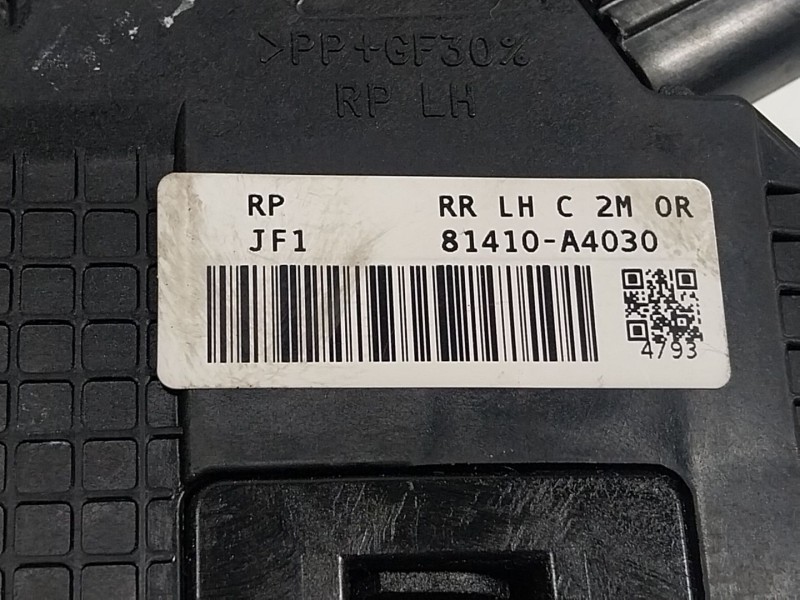 >PP+GF30%
RP LH
RP RR LH C 2M OR
JF1 81410-A4030
4793